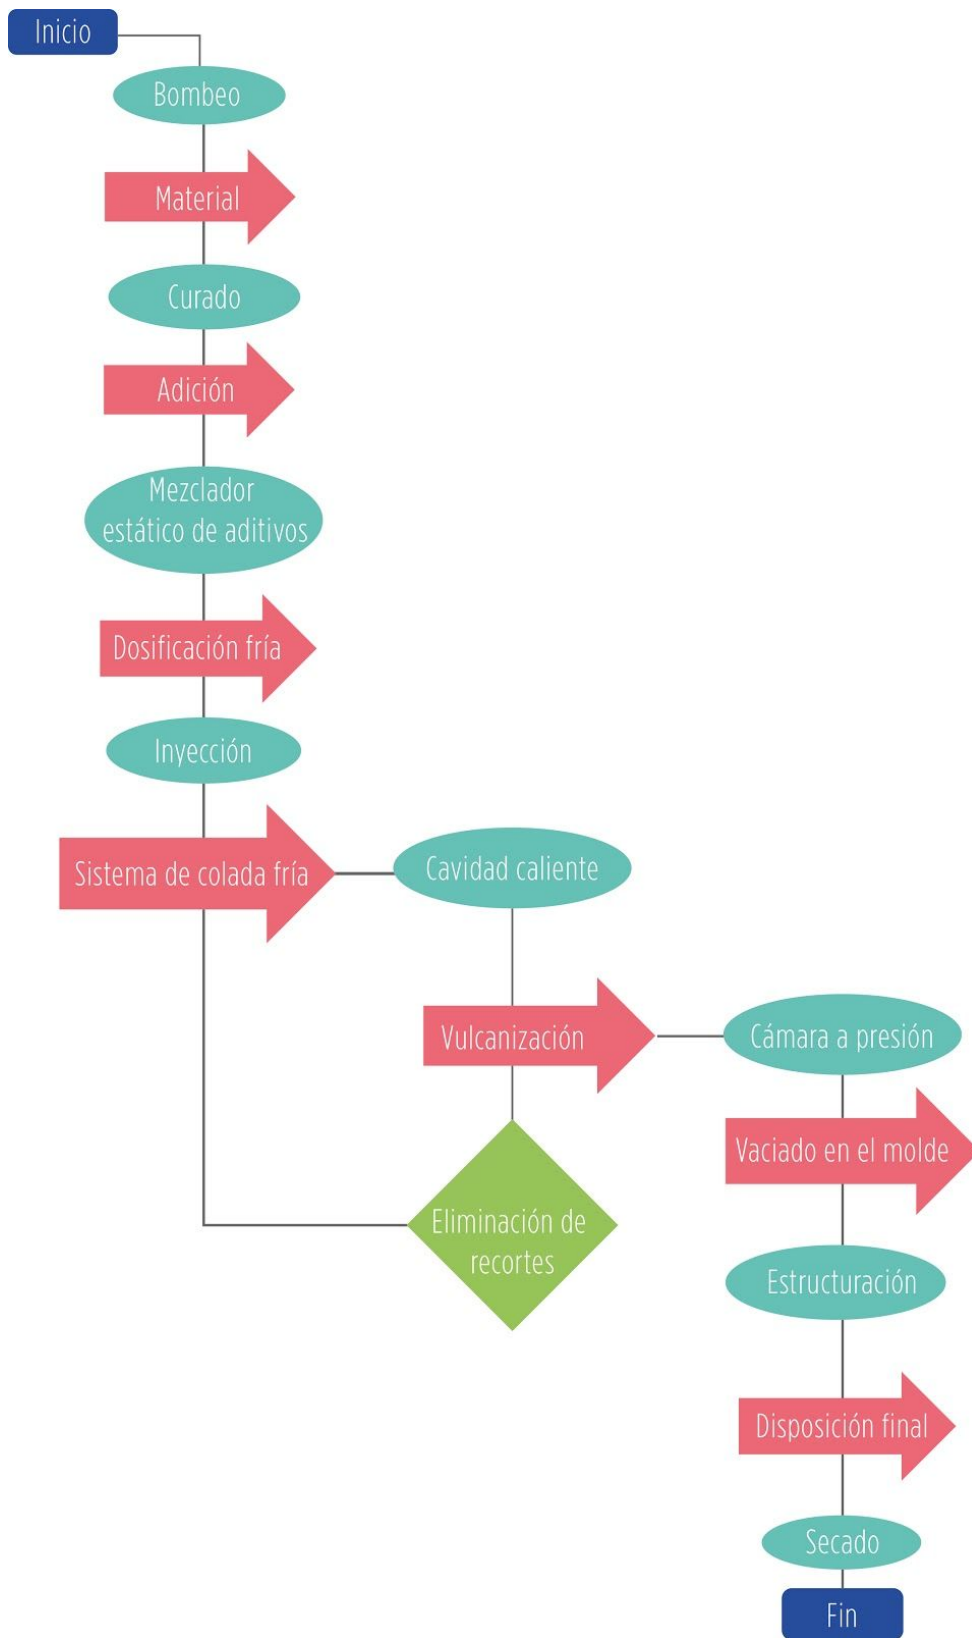 Inicio
Bombeo
Material
Curado
Adición
Mezclador
estático de aditivos
Dosificación fría
Inyección
Sistema de colada fría
Cavidad caliente
Vulcanización
Cámara a presión
Vaciado en el molde
Eliminación de
recortes
Estructuración
Disposición final
Secado
Fin